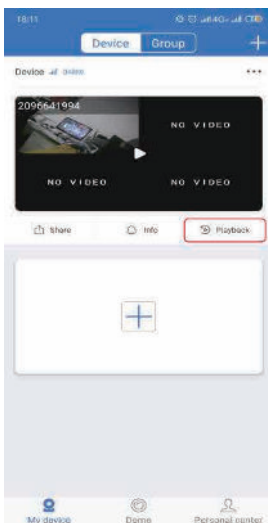 18:11
Device Group
Device
2096641994
NO VIDEO
NO VIDEO
NO VIDEO
Share
Info
Playback
My device
Demo
Personal center